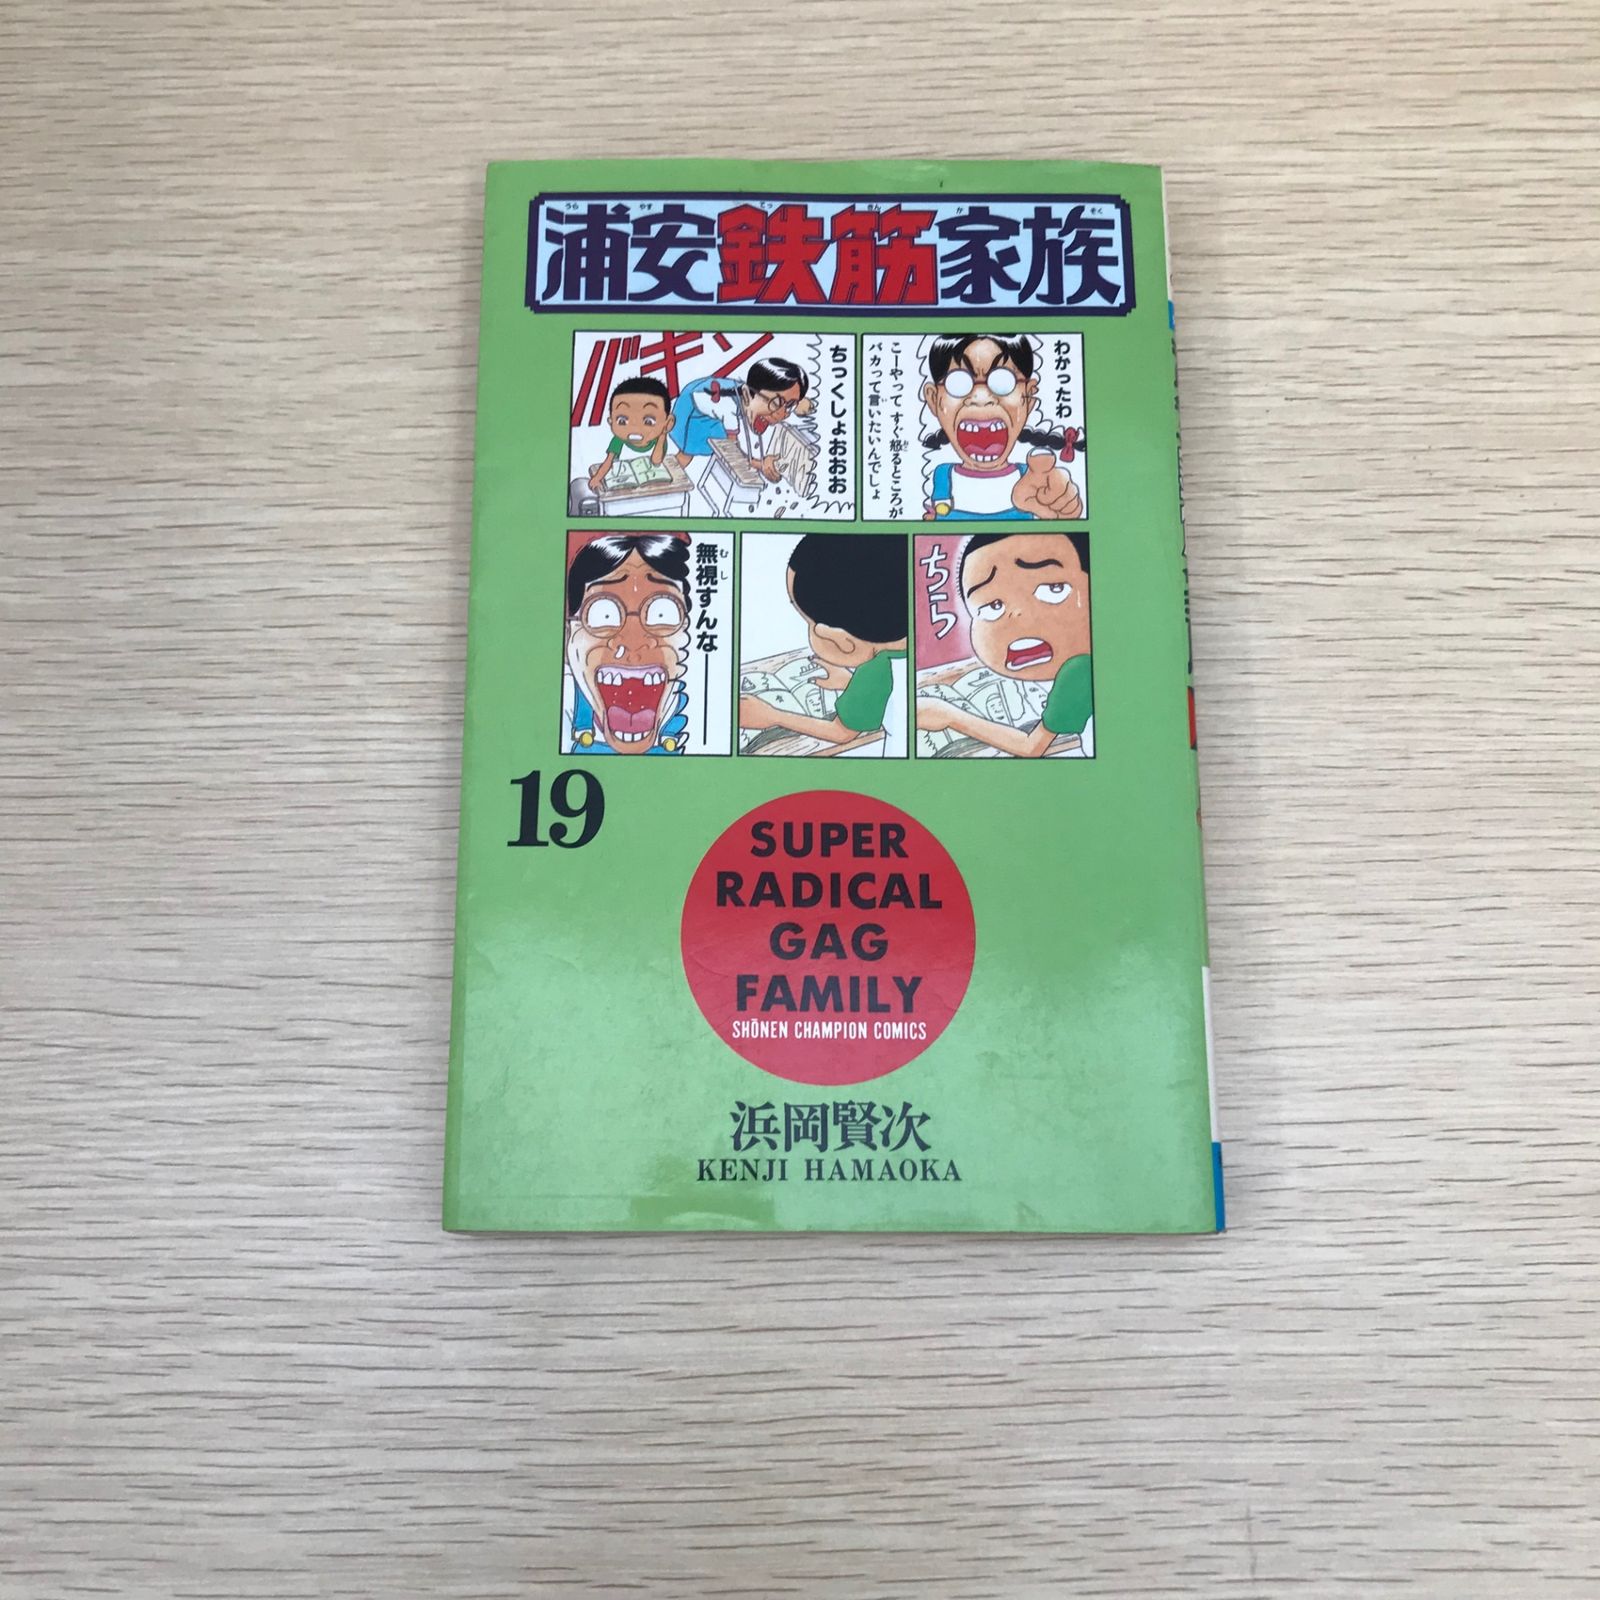 浦安鉄筋家族
わかったわ
こーやって すぐ怒るところが
バカって言いたいんでしょ
バキン
ちっくしょおおお
ちら
無視すんな――
19
SUPER
RADICAL
GAG
FAMILY
SHŌNEN CHAMPION COMICS
浜岡賢次
KENJI HAMAOKA